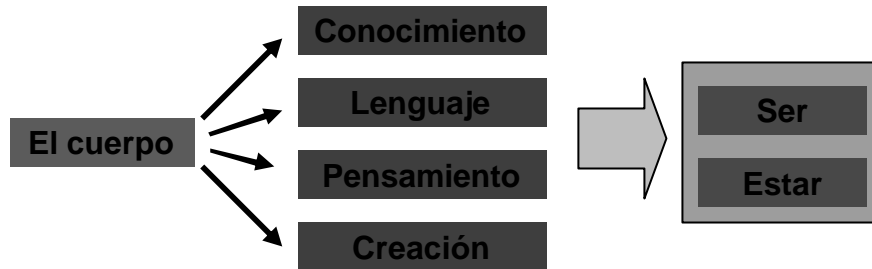 El cuerpo
Conocimiento
Lenguaje
Pensamiento
Creación
Ser
Estar